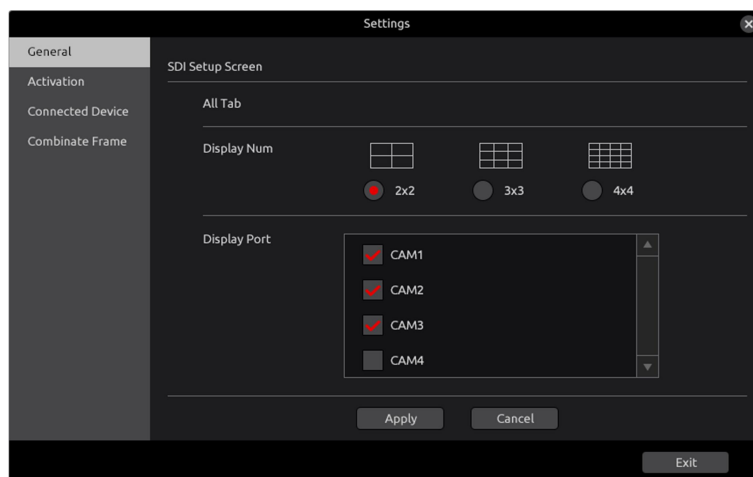 Settings
General
Activation
Connected Device
Combinate Frame
SDI Setup Screen
All Tab
Display Num
2x2
3x3
4x4
Display Port
CAM1
CAM2
CAM3
CAM4
Apply
Cancel
Exit